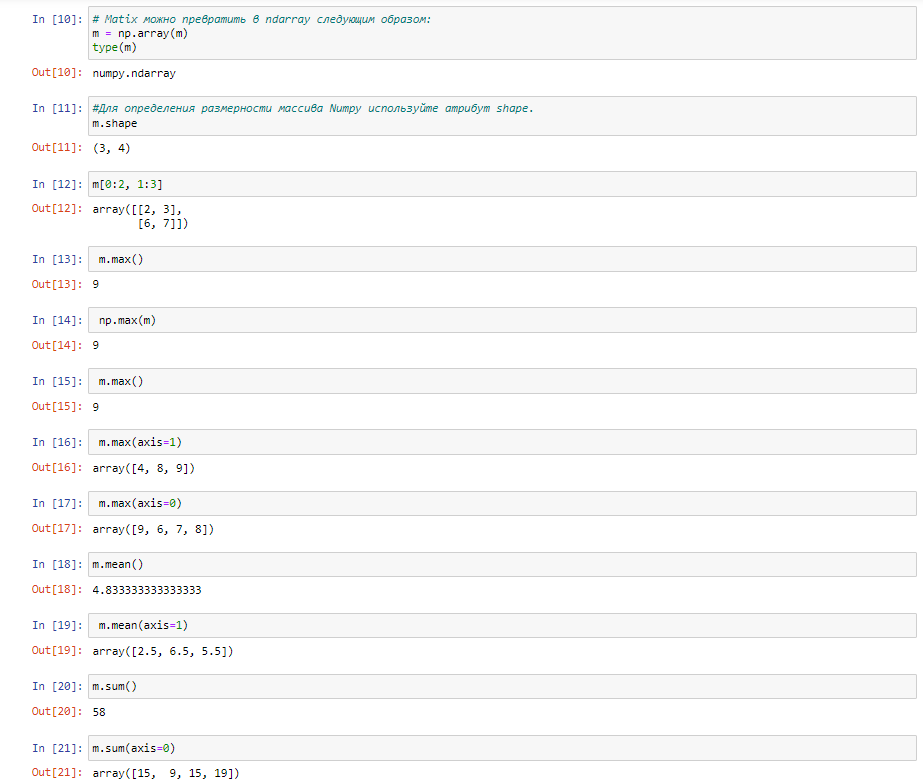 In [10]: # Matix можно превратить в ndarray следующим образом:
m = np.array(m)
type(m)
Out[10]: numpy.ndarray
In [11]: #Для определения размерности массива Numpy используйте атрибут shape.
m.shape
Out[11]: (3, 4)
In [12]: m[0:2, 1:3]
Out[12]: array([[2, 3],
[6, 7]])
In [13]: m.max()
Out[13]: 9
In [14]: np.max(m)
Out[14]: 9
In [15]: m.max()
Out[15]: 9
In [16]: m.max(axis=1)
Out[16]: array([4, 8, 9])
In [17]: m.max(axis=0)
Out[17]: array([9, 6, 7, 8])
In [18]: m.mean()
Out[18]: 4.833333333333333
In [19]: m.mean(axis=1)
Out[19]: array([2.5, 6.5, 5.5])
In [20]: m.sum()
Out[20]: 58
In [21]: m.sum(axis=0)
Out[21]: array([15,  9, 15, 19])